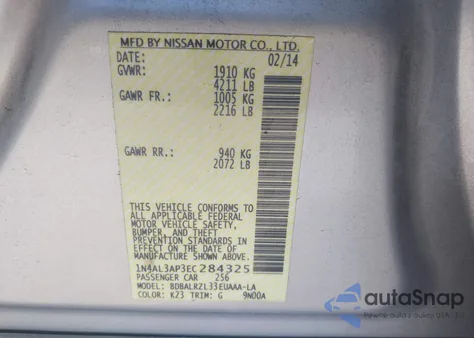 MFD BY NISSAN MOTOR CO., LTD.
DATE: 02/14
GVWR: 1910 KG
4211 LB
GAWR FR.: 1005 KG
2216 LB
GAWR RR.: 940 KG
2072 LB
THIS VEHICLE CONFORMS TO
ALL APPLICABLE FEDERAL
MOTOR VEHICLE SAFETY,
BUMPER, AND THEFT
PREVENTION STANDARDS IN
EFFECT ON THE DATE OF
MANUFACTURE SHOWN ABOVE.
1N4AL3AP3EC284325
PASSENGER CAR 256
MODEL: BDBALRZL33EUAAA-LA
COLOR: K23 TRIM: G 9N00A
autoSnap